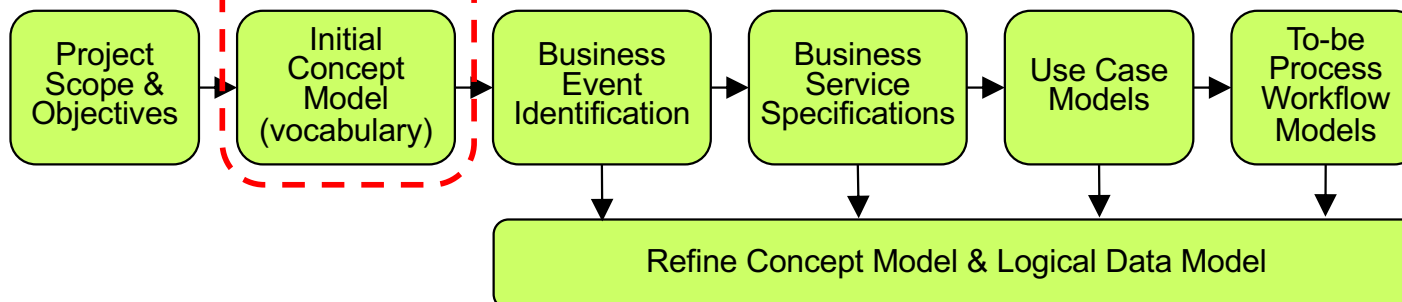 Project
Scope &
Objectives
Initial
Concept
Model
(vocabulary)
Business
Event
Identification
Business
Service
Specifications
Use Case
Models
To-be
Process
Workflow
Models
Refine Concept Model & Logical Data Model